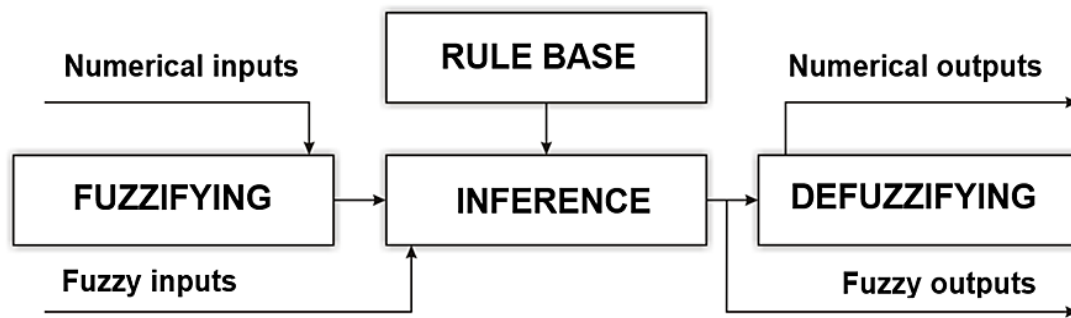 RULE BASE
Numerical inputs
Numerical outputs
FUZZIFYING
INFERENCE
DEFUZZIFYING
Fuzzy inputs
Fuzzy outputs